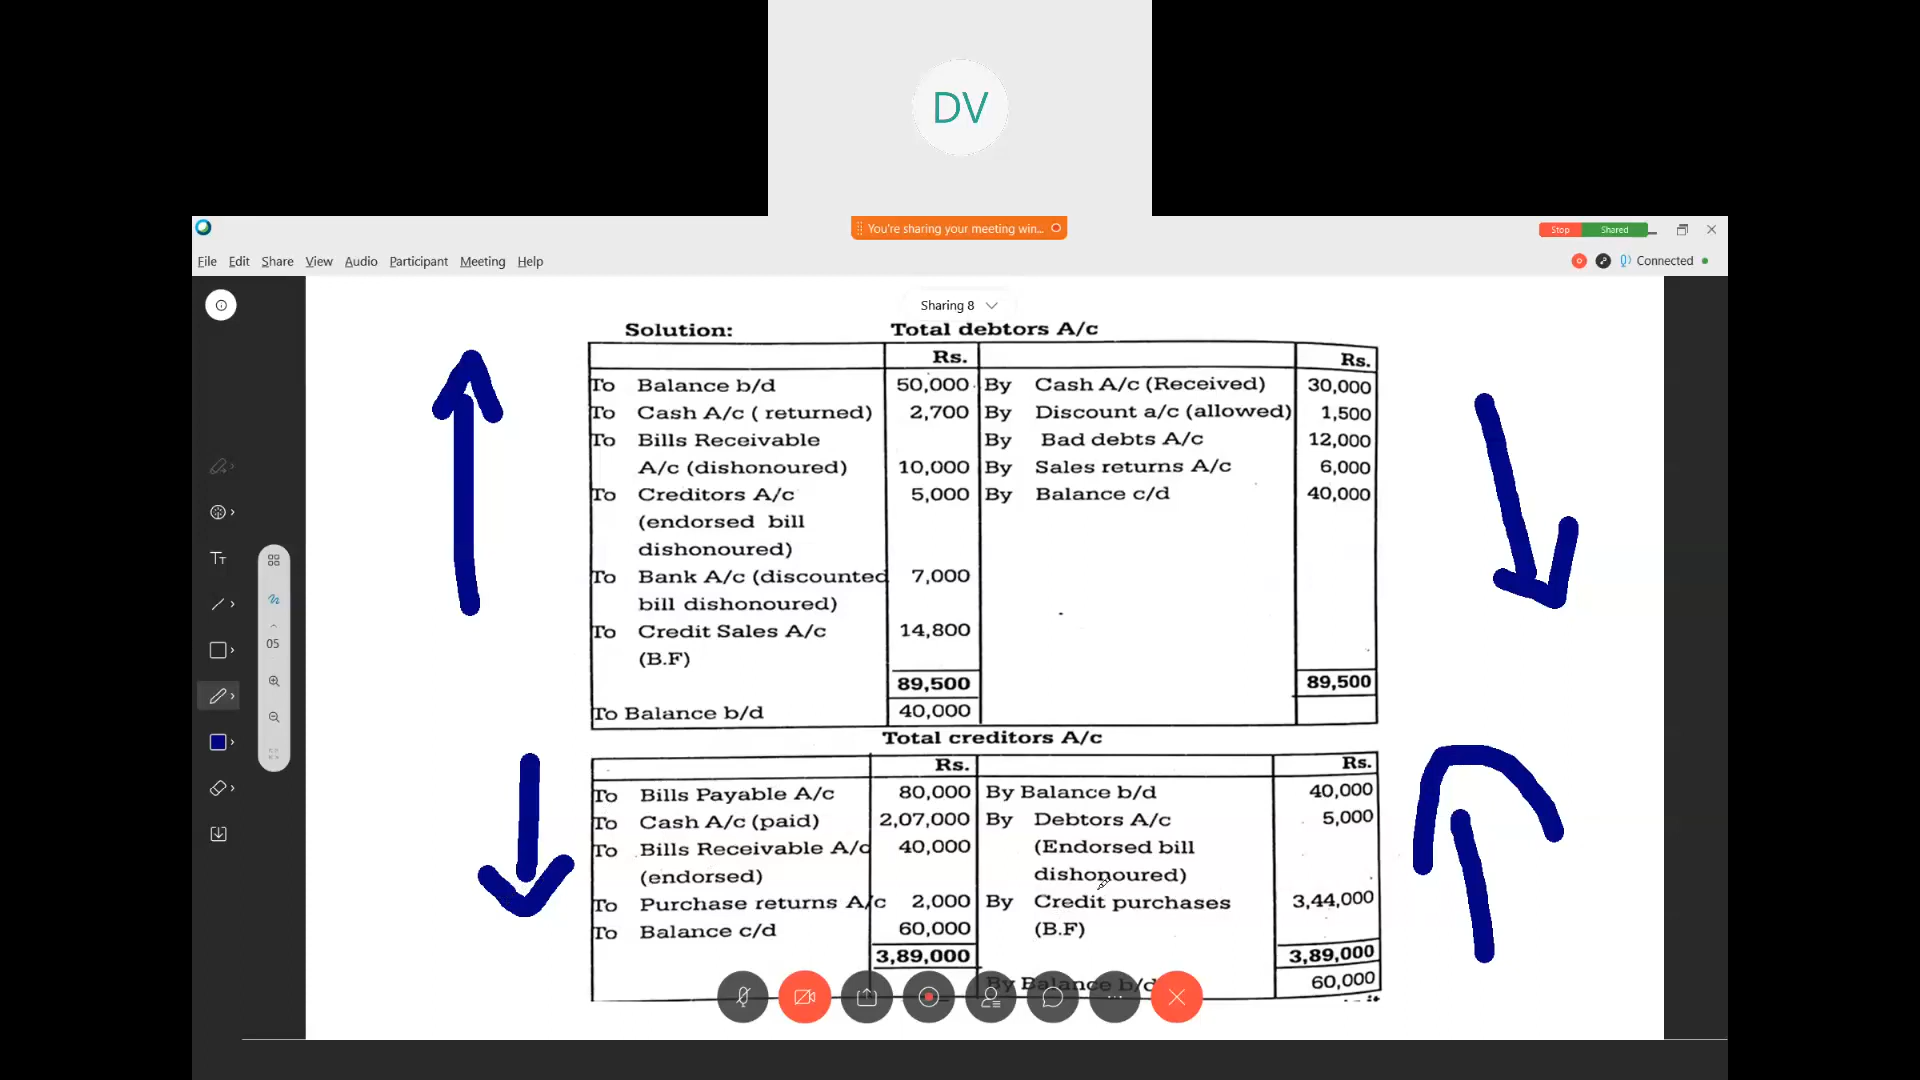 DV
You're sharing your meeting win...
Stop Shared
File Edit Share View Audio Participant Meeting Help
Connected
Sharing 8
Solution: Total debtors A/c
Rs. Rs.
To Balance b/d 50,000 By Cash A/c (Received) 30,000
To Cash A/c ( returned) 2,700 By Discount a/c (allowed) 1,500
To Bills Receivable By Bad debts A/c 12,000
A/c (dishonoured) 10,000 By Sales returns A/c 6,000
To Creditors A/c 5,000 By Balance c/d 40,000
(endorsed bill
dishonoured)
To Bank A/c (discounted 7,000
bill dishonoured)
To Credit Sales A/c 14,800
(B.F)
89,500 89,500
To Balance b/d 40,000
Total creditors A/c
Rs. Rs.
To Bills Payable A/c 80,000 By Balance b/d 40,000
To Cash A/c (paid) 2,07,000 By Debtors A/c 5,000
To Bills Receivable A/c 40,000 (Endorsed bill
(endorsed) dishonoured)
To Purchase returns A/c 2,000 By Credit purchases 3,44,000
To Balance c/d 60,000 (B.F)
3,89,000 3,89,000
By Balance b/d 60,000
Tт
05